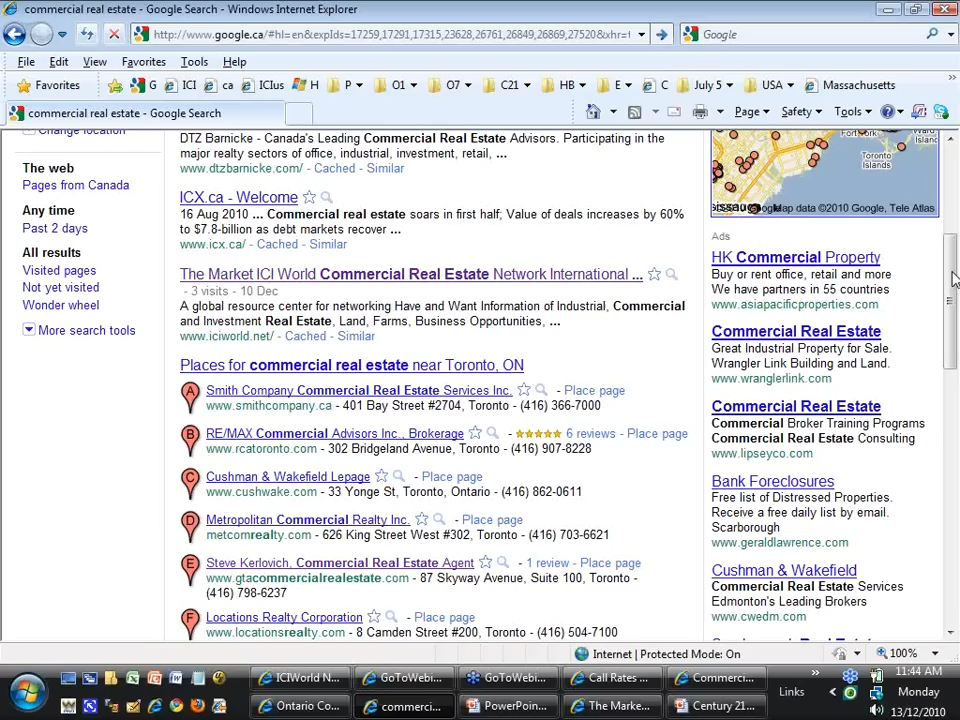 commercial real estate - Google Search - Windows Internet Explorer
http://www.google.ca/#hl=en&expIds=17259,17291,17315,23628,26761,26849,26869,27520&xhr=t
Google
File Edit View Favorites Tools Help
Favorites G ICI ca ICIus H P O1 O7 C21 HB E C July 5 USA Massachusetts
commercial real estate - Google Search
Page Safety Tools
Change location
The web
Pages from Canada
Any time
Past 2 days
All results
Visited pages
Not yet visited
Wonder wheel
More search tools
DTZ Barnicke - Canada's Leading Commercial Real Estate Advisors. Participating in the
major realty sectors of office, industrial, investment, retail, ...
www.dtzbarnicke.com/ - Cached - Similar
ICX.ca - Welcome
16 Aug 2010 ... Commercial real estate soars in first half; Value of deals increases by 60%
to $7.8-billion as debt markets recover ...
www.icx.ca/ - Cached - Similar
The Market ICI World Commercial Real Estate Network International ...
- 3 visits - 10 Dec
A global resource center for networking Have and Want Information of Industrial, Commercial
and Investment Real Estate, Land, Farms, Business Opportunities, ...
www.iciworld.net/ - Cached - Similar
Places for commercial real estate near Toronto, ON
A Smith Company Commercial Real Estate Services Inc. - Place page
www.smithcompany.ca - 401 Bay Street #2704, Toronto - (416) 366-7000
B RE/MAX Commercial Advisors Inc., Brokerage - 6 reviews - Place page
www.rcatoronto.com - 302 Bridgeland Avenue, Toronto - (416) 907-8228
C Cushman & Wakefield Lepage - Place page
www.cushwake.com - 33 Yonge St, Toronto, Ontario - (416) 862-0611
D Metropolitan Commercial Realty Inc. - Place page
metcomrealty.com - 626 King Street West #302, Toronto - (416) 703-6621
E Steve Kerlovich, Commercial Real Estate Agent - 1 review - Place page
www.gtacommercialrealestate.com - 87 Skyway Avenue, Suite 100, Toronto -
(416) 798-6237
F Locations Realty Corporation - Place page
www.locationsrealty.com - 8 Camden Street #200, Toronto - (416) 504-7100
Toronto
Islands
Map data ©2010 Google, Tele Atlas
Ads
HK Commercial Property
Buy or rent office, retail and more
We have partners in 55 countries
www.asiapacificproperties.com
Commercial Real Estate
Great Industrial Property for Sale.
Wrangler Link Building and Land.
www.wranglerlink.com
Commercial Real Estate
Commercial Broker Training Programs
Commercial Real Estate Consulting
www.lipseyco.com
Bank Foreclosures
Free list of Distressed Properties.
Receive a free daily list by email.
Scarborough
www.geraldlawrence.com
Cushman & Wakefield
Commercial Real Estate Services
Edmonton's Leading Brokers
www.cwedm.com
Internet | Protected Mode: On
100%
ICIWorld N... GoToWebi... GoToWebi... Call Rates ... Commerci...
Ontario Co... commerci... PowerPoin... The Marke... Century 21...
Links
11:44 AM
Monday
13/12/2010